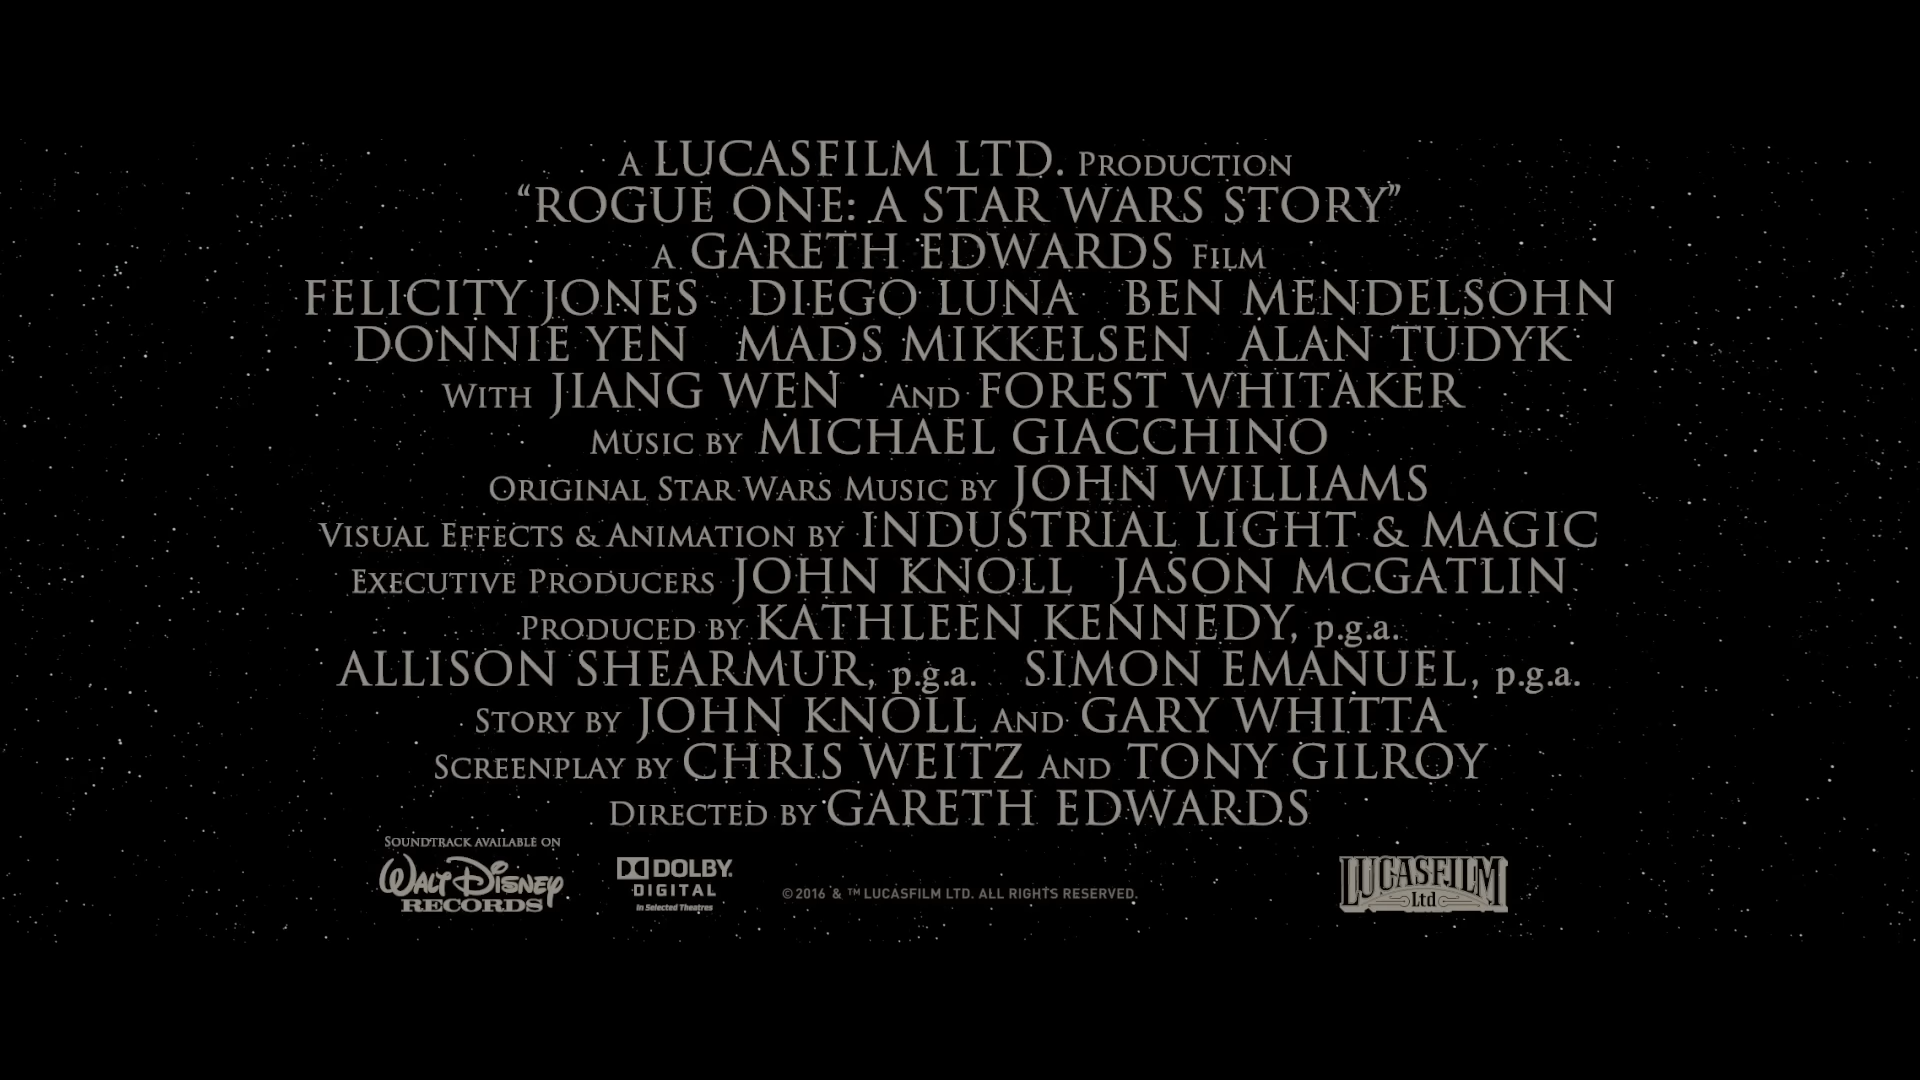 A LUCASFILM LTD. PRODUCTION
“ROGUE ONE: A STAR WARS STORY”
A GARETH EDWARDS FILM
FELICITY JONES DIEGO LUNA BEN MENDELSOHN
DONNIE YEN MADS MIKKELSEN ALAN TUDYK
WITH JIANG WEN AND FOREST WHITAKER
MUSIC BY MICHAEL GIACCHINO
ORIGINAL STAR WARS MUSIC BY JOHN WILLIAMS
VISUAL EFFECTS & ANIMATION BY INDUSTRIAL LIGHT & MAGIC
EXECUTIVE PRODUCERS JOHN KNOLL JASON McGATLIN
PRODUCED BY KATHLEEN KENNEDY, p.g.a.
ALLISON SHEARMUR, p.g.a. SIMON EMANUEL, p.g.a.
STORY BY JOHN KNOLL AND GARY WHITTA
SCREENPLAY BY CHRIS WEITZ AND TONY GILROY
DIRECTED BY GARETH EDWARDS
SOUNDTRACK AVAILABLE ON
WALT DISNEY
RECORDS
DOLBY.
DIGITAL
In Selected Theatres
©2016 & ™ LUCASFILM LTD. ALL RIGHTS RESERVED.
LUCASFILM
Ltd